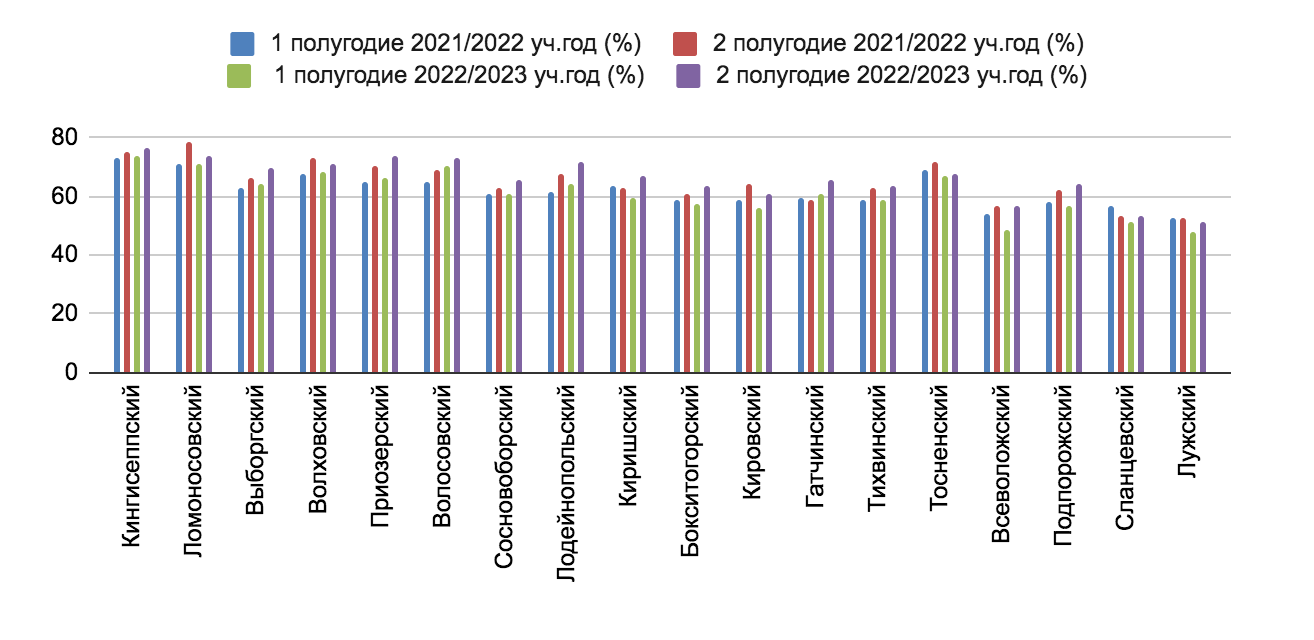 1 полугодие 2021/2022 уч.год (%) 2 полугодие 2021/2022 уч.год (%)
1 полугодие 2022/2023 уч.год (%) 2 полугодие 2022/2023 уч.год (%)
80
60
40
20
0
Кингисеппский
Ломоносовский
Выборгский
Волховский
Приозерский
Волосовский
Сосновоборский
Лодейнопольский
Киришский
Бокситогорский
Кировский
Гатчинский
Тихвинский
Тосненский
Всеволожский
Подпорожский
Сланцевский
Лужский